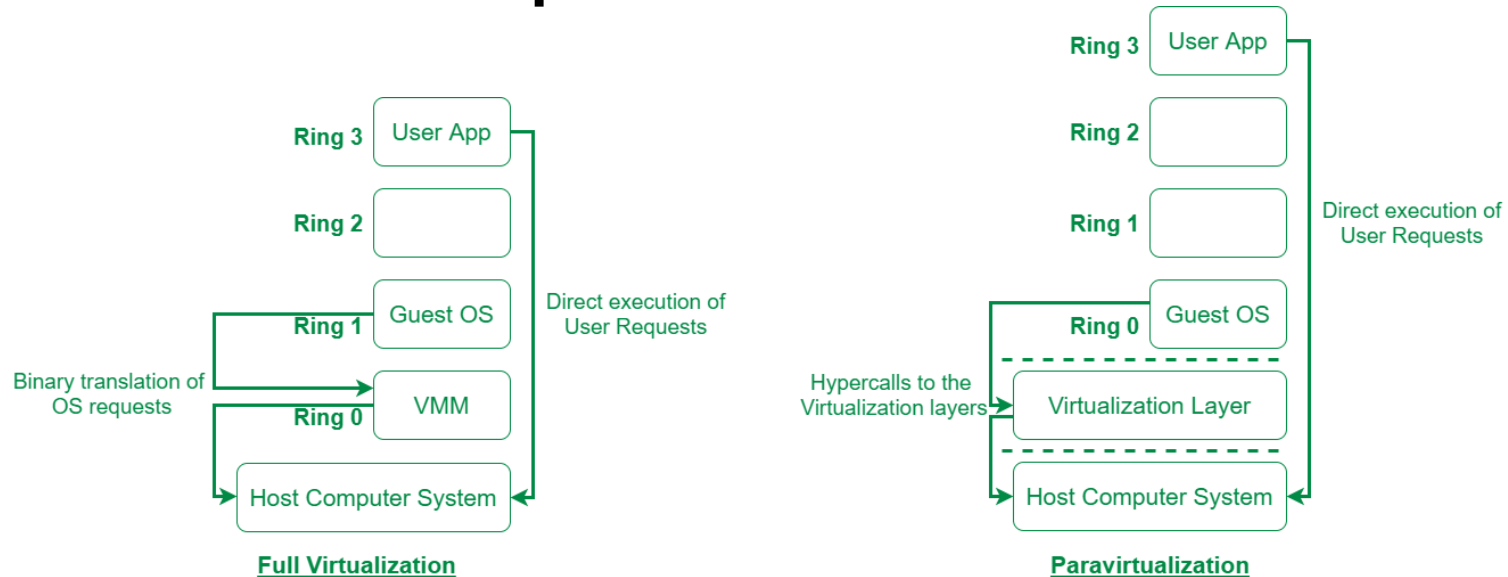 Ring 3
User App
Ring 2
Ring 1
Guest OS
Direct execution of
User Requests
Binary translation of
OS requests
Ring 0
VMM
Host Computer System
Full Virtualization
Ring 3
User App
Ring 2
Ring 1
Direct execution of
User Requests
Ring 0
Guest OS
Hypercalls to the
Virtualization layers
Virtualization Layer
Host Computer System
Paravirtualization